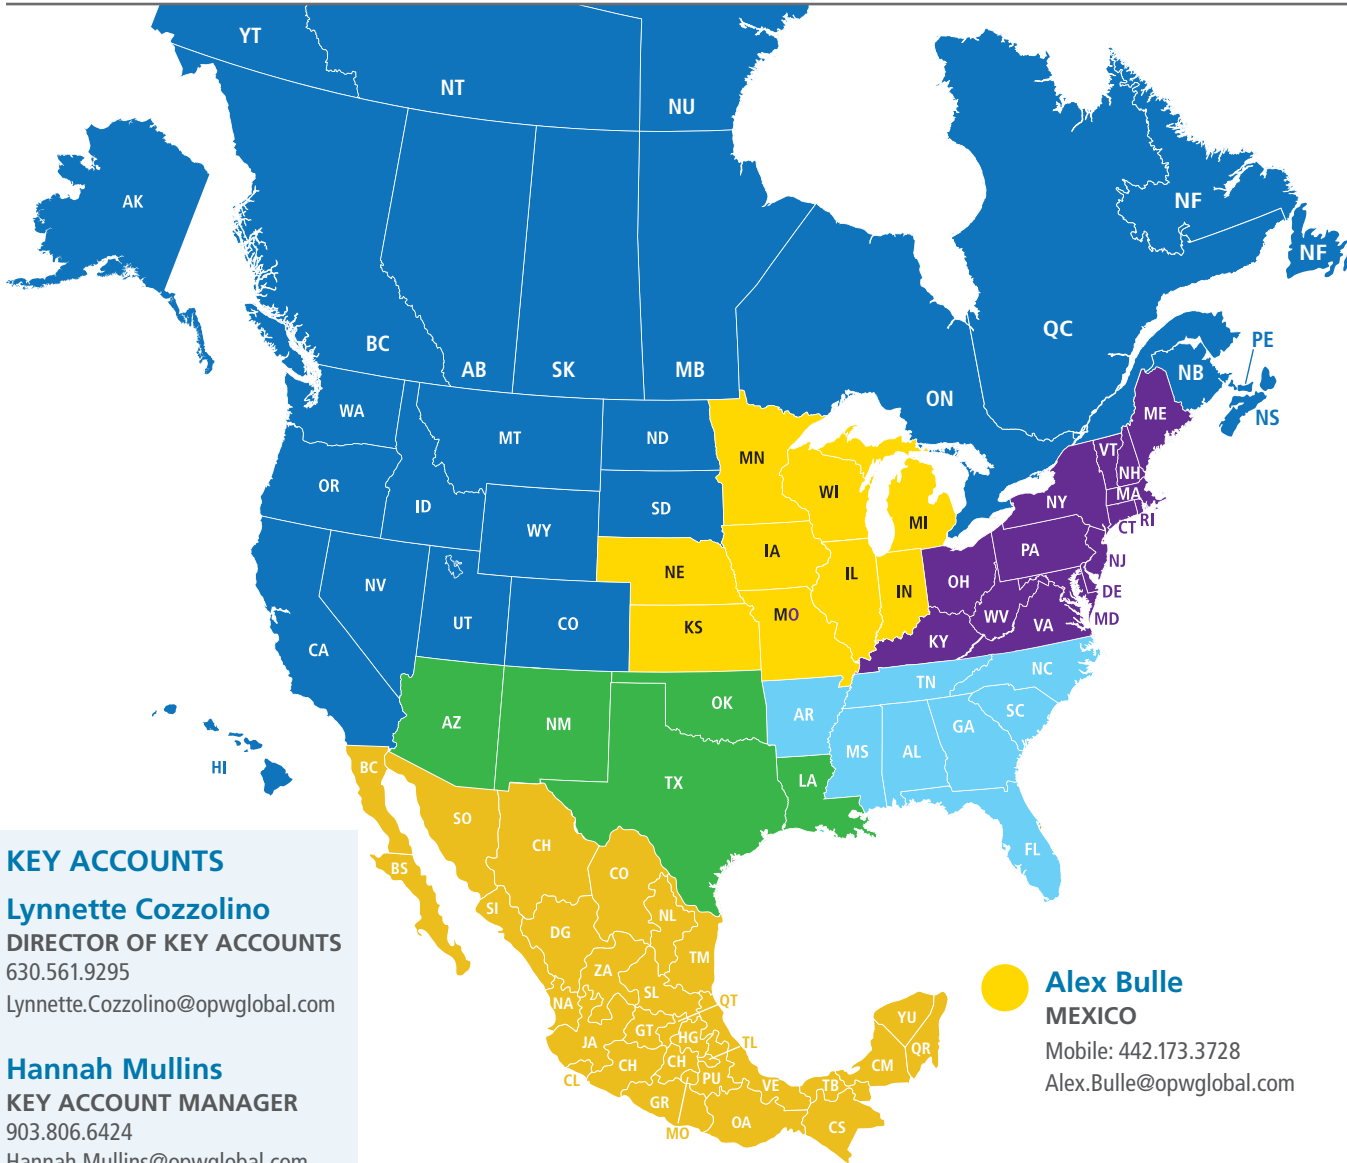 YT
NT
NU
AK
NF
NF
BC
AB
SK
MB
ON
QC
PE
NB
NS
WA
MT
ND
MN
ME
VT
NH
OR
ID
SD
WI
MI
NY
MA
RI
CT
WY
IA
PA
NJ
NV
NE
IL
IN
OH
DE
UT
CO
KS
MO
WV
VA
MD
CA
KY
NC
TN
AZ
NM
OK
AR
SC
GA
MS
AL
HI
TX
LA
FL
BC
SO
CH
CO
BS
SI
NL
DG
TM
ZA
SL
NA
QT
GT
HG
TL
JA
CH
CH
PU
CL
VE
TB
GR
MO
OA
CS
YU
QR
CM
KEY ACCOUNTS
Lynnette Cozzolino
DIRECTOR OF KEY ACCOUNTS
630.561.9295
Lynnette.Cozzolino@opwglobal.com
Hannah Mullins
KEY ACCOUNT MANAGER
903.806.6424
Hannah.Mullins@opwglobal.com
Alex Bulle
MEXICO
Mobile: 442.173.3728
Alex.Bulle@opwglobal.com